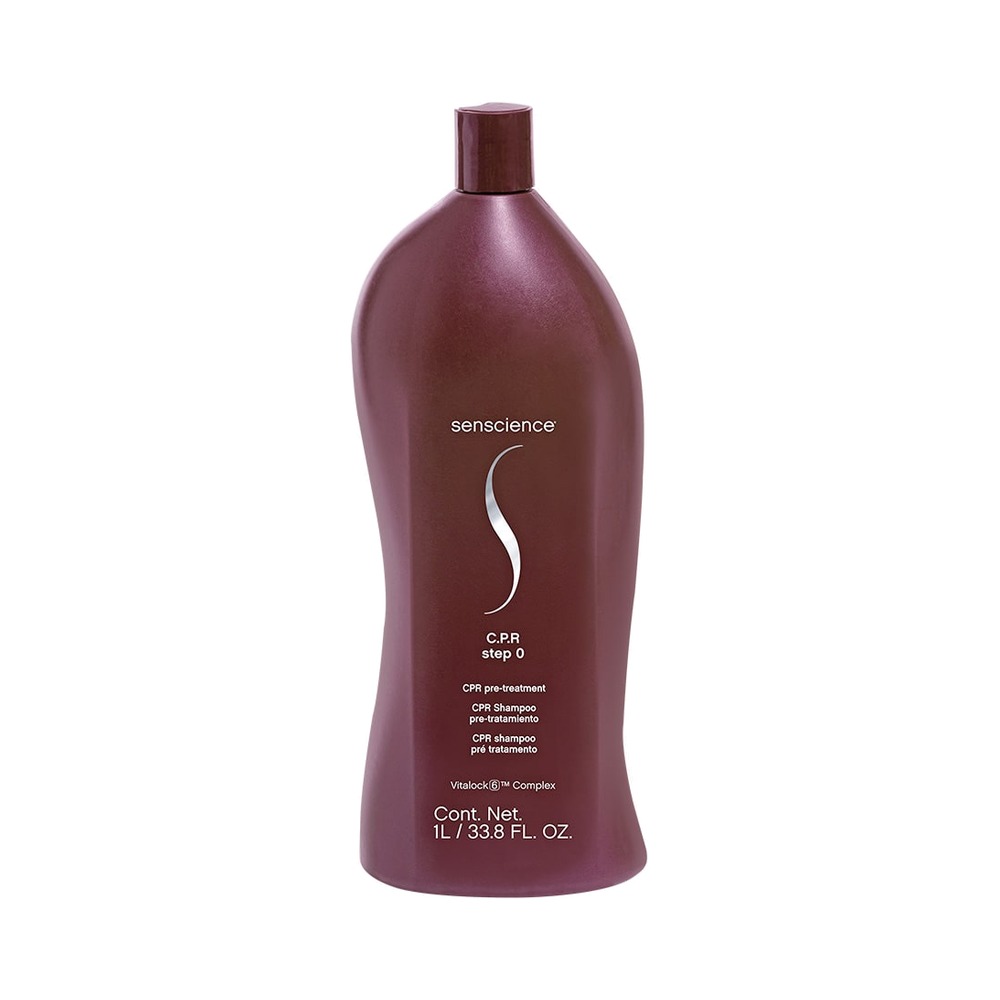 senscience
C.P.R
step 0
CPR pre-treatment
CPR Shampoo
pre-tratamiento
CPR shampoo
pré tratamento
Vitalock⑥™ Complex
Cont. Net.
1L / 33.8 FL. OZ.